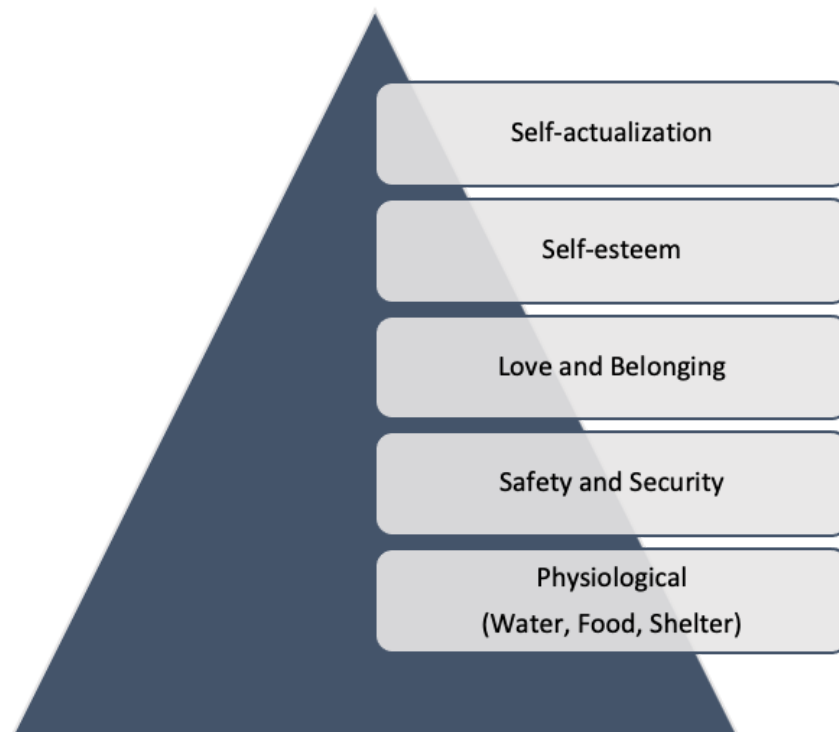 Self-actualization
Self-esteem
Love and Belonging
Safety and Security
Physiological
(Water, Food, Shelter)